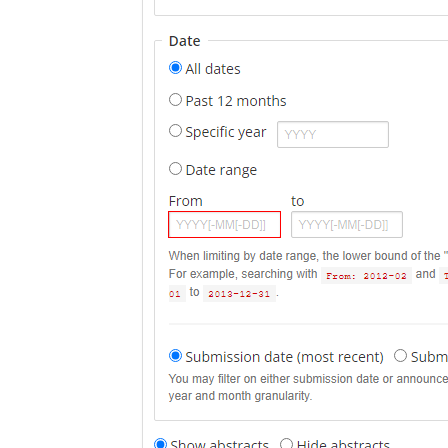 Date
All dates
Past 12 months
Specific year YYYY
Date range
From to
YYYY[-MM[-DD]] YYYY[-MM[-DD]]
When limiting by date range, the lower bound of the "
For example, searching with From: 2012-02 and
01 to 2013-12-31 .
Submission date (most recent) Subm
You may filter on either submission date or announce
year and month granularity.
Show abstracts Hide abstracts